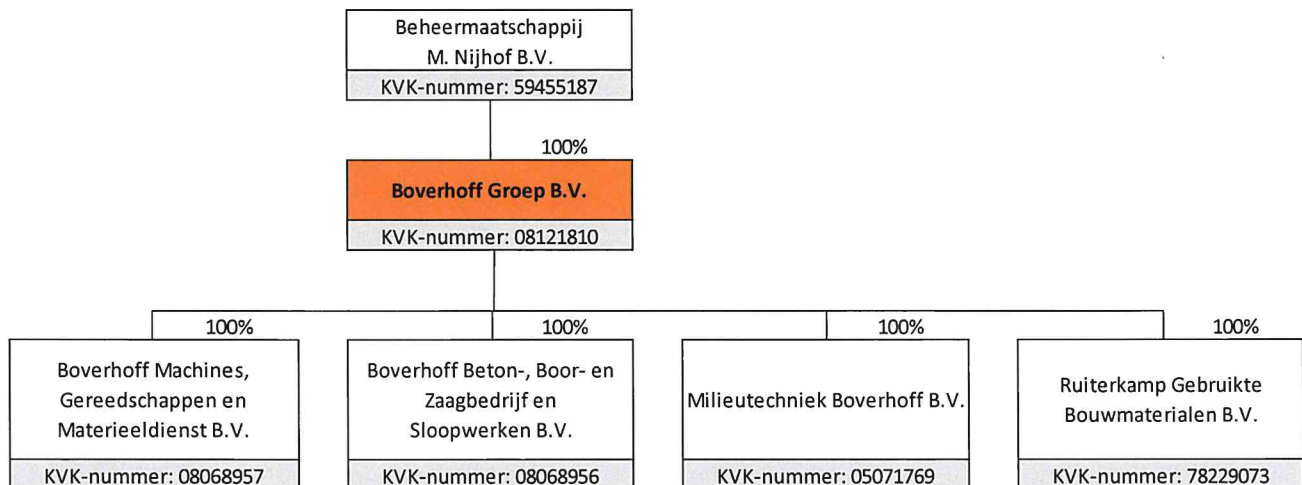 Beheermaatschappij
M. Nijhof B.V.
KVK-nummer: 59455187
100%
Boverhoff Groep B.V.
KVK-nummer: 08121810
100%
100%
100%
100%
Boverhoff Machines,
Gereedschappen en
Materieeldienst B.V.
KVK-nummer: 08068957
Boverhoff Beton-, Boor- en
Zaagbedrijf en
Sloopwerken B.V.
KVK-nummer: 08068956
Milieutechniek Boverhoff B.V.
KVK-nummer: 05071769
Ruiterkamp Gebruikte
Bouwmaterialen B.V.
KVK-nummer: 78229073